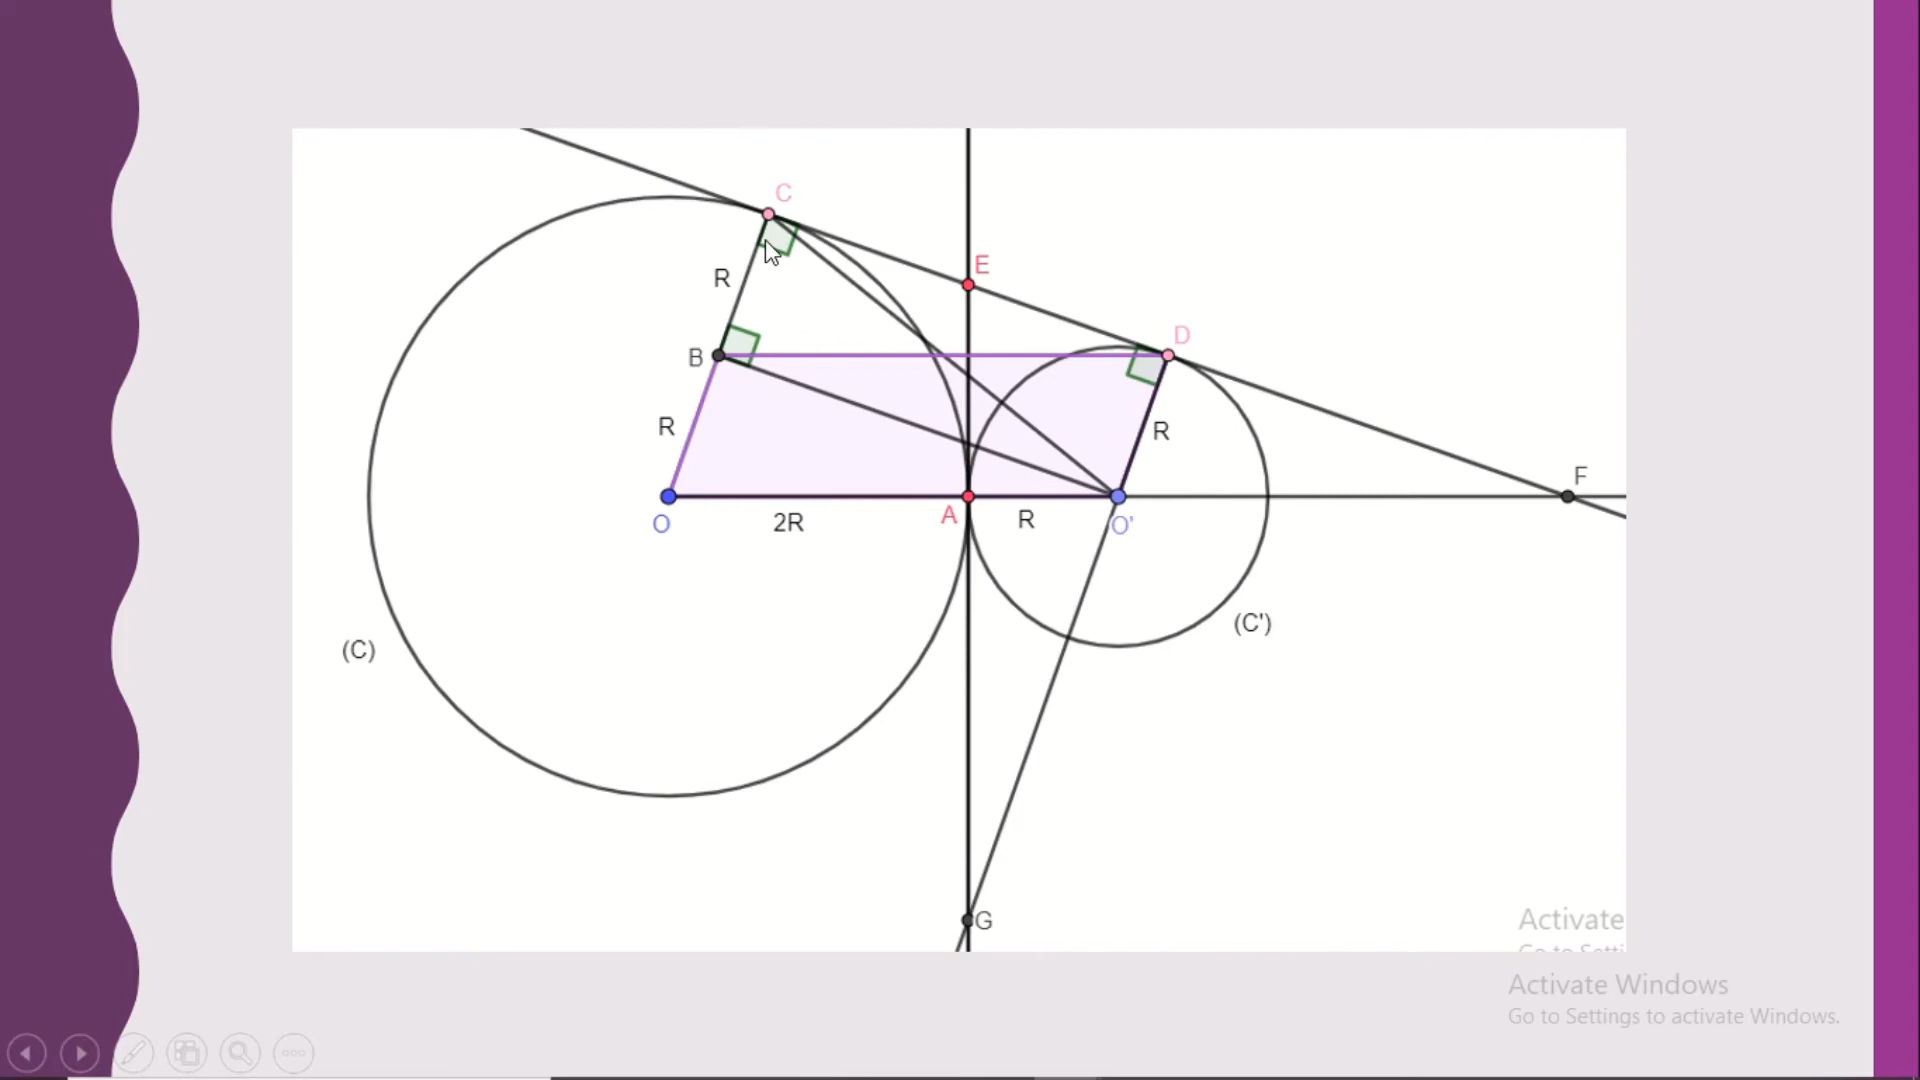 C
E
R
D
B
R
R
F
O
2R
A
R
O'
(C)
(C')
G
Activate
Activate Windows
Go to Settings to activate Windows.